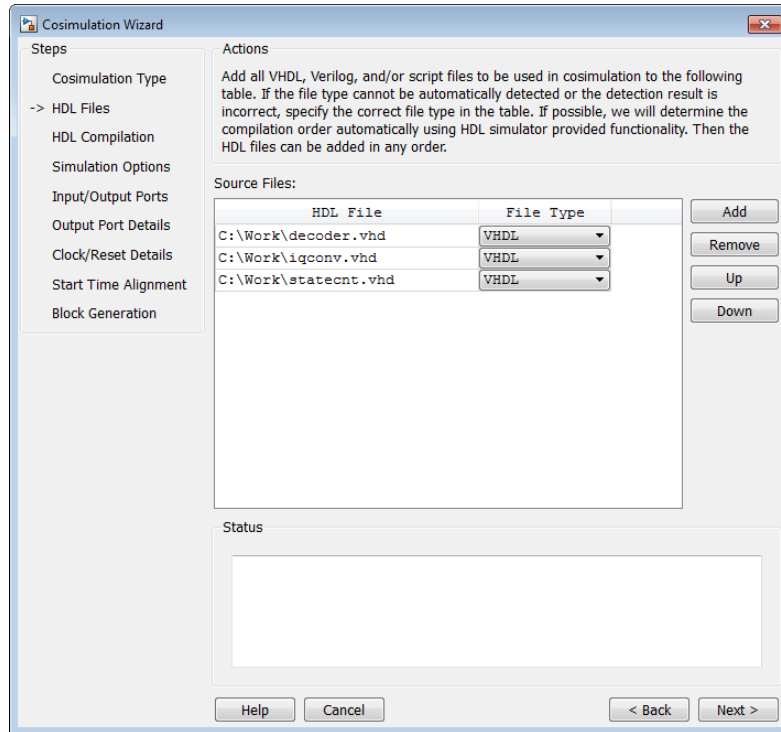 Cosimulation Wizard
Steps
Cosimulation Type
-> HDL Files
HDL Compilation
Simulation Options
Input/Output Ports
Output Port Details
Clock/Reset Details
Start Time Alignment
Block Generation
Actions
Add all VHDL, Verilog, and/or script files to be used in cosimulation to the following
table. If the file type cannot be automatically detected or the detection result is
incorrect, specify the correct file type in the table. If possible, we will determine the
compilation order automatically using HDL simulator provided functionality. Then the
HDL files can be added in any order.
Source Files:
HDL File File Type
C:\Work\decoder.vhd VHDL
C:\Work\iqconv.vhd VHDL
C:\Work\statecnt.vhd VHDL
Add
Remove
Up
Down
Status
Help Cancel < Back Next >